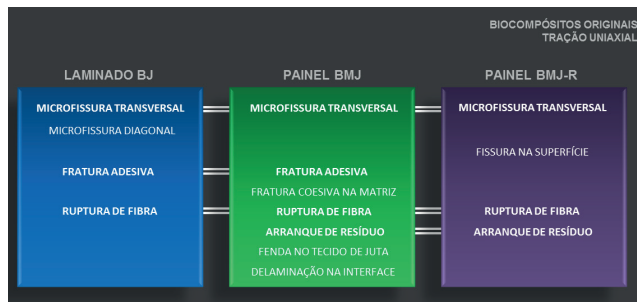 BIOCOMPÓSITOS ORIGINAIS
TRAÇÃO UNIAXIAL
LAMINADO BJ
MICROFISSURA TRANSVERSAL
MICROFISSURA DIAGONAL
FRATURA ADESIVA
RUPTURA DE FIBRA
PAINEL BMJ
MICROFISSURA TRANSVERSAL
FRATURA ADESIVA
FRATURA COESIVA NA MATRIZ
RUPTURA DE FIBRA
ARRANQUE DE RESÍDUO
FENDA NO TECIDO DE JUTA
DELAMINAÇÃO NA INTERFACE
PAINEL BMJ-R
MICROFISSURA TRANSVERSAL
FISSURA NA SUPERFÍCIE
RUPTURA DE FIBRA
ARRANQUE DE RESÍDUO